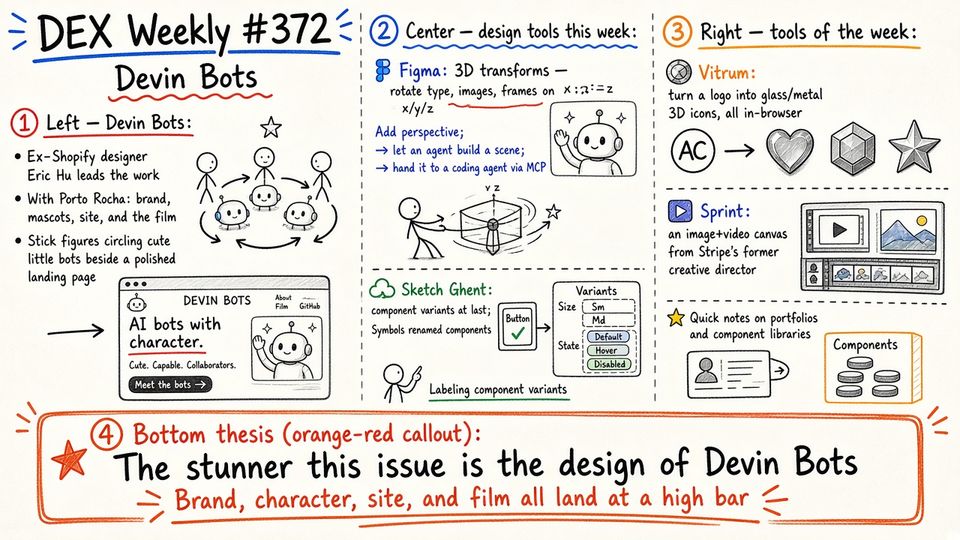 DEX Weekly #372
Devin Bots
1 Left — Devin Bots:
• Ex-Shopify designer
Eric Hu leads the work
• With Porto Rocha: brand,
mascots, site, and the film
• Stick figures circling cute
little bots beside a polished
landing page
DEVIN BOTS
About
Film
GitHub
AI bots with
character.
Cute. Capable. Collaborators.
Meet the bots →
2 Center — design tools this week:
Figma: 3D transforms —
rotate type, images, frames on
x/y/z
Add perspective;
→ let an agent build a scene;
→ hand it to a coding agent via MCP
Y Z
Sketch Ghent:
component variants at last;
Symbols renamed components
Button
Variants
Size
Sm
Md
State
Default
Hover
Disabled
Labeling component variants
3 Right — tools of the week:
Vitrum:
turn a logo into glass/metal
3D icons, all in-browser
AC
Sprint:
an image+video canvas
from Stripe's former
creative director
Quick notes on portfolios
and component libraries
Components
4 Bottom thesis (orange-red callout):
The stunner this issue is the design of Devin Bots
Brand, character, site, and film all land at a high bar